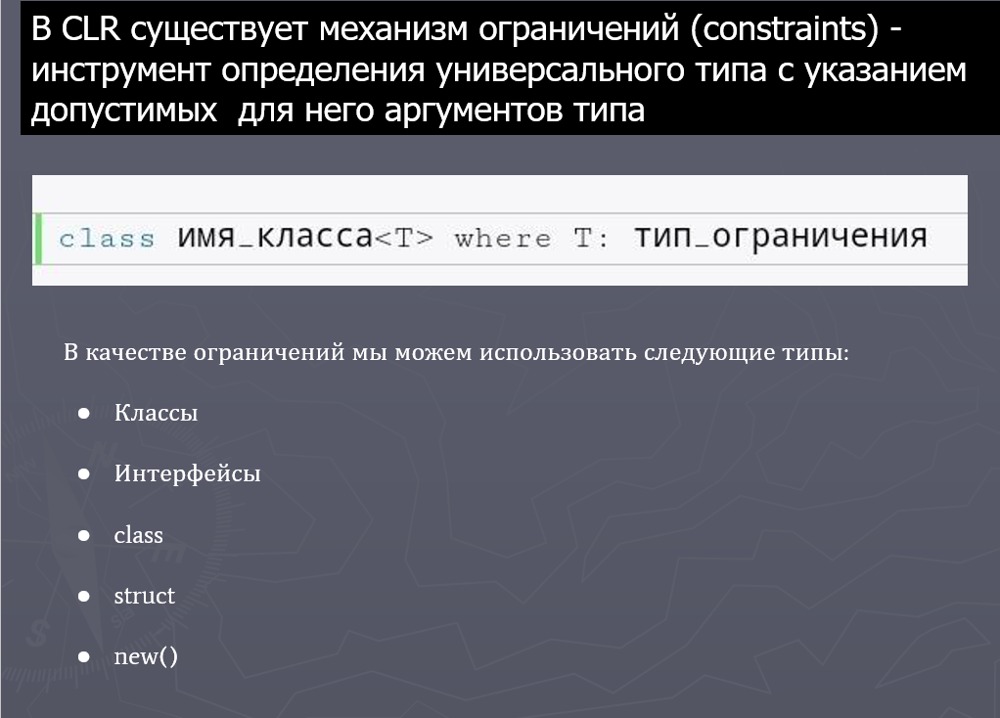 В CLR существует механизм ограничений (constraints) -
инструмент определения универсального типа с указанием
допустимых  для него аргументов типа
class имя_класса<T> where T: тип_ограничения
В качестве ограничений мы можем использовать следующие типы:
● Классы
● Интерфейсы
● class
● struct
● new()